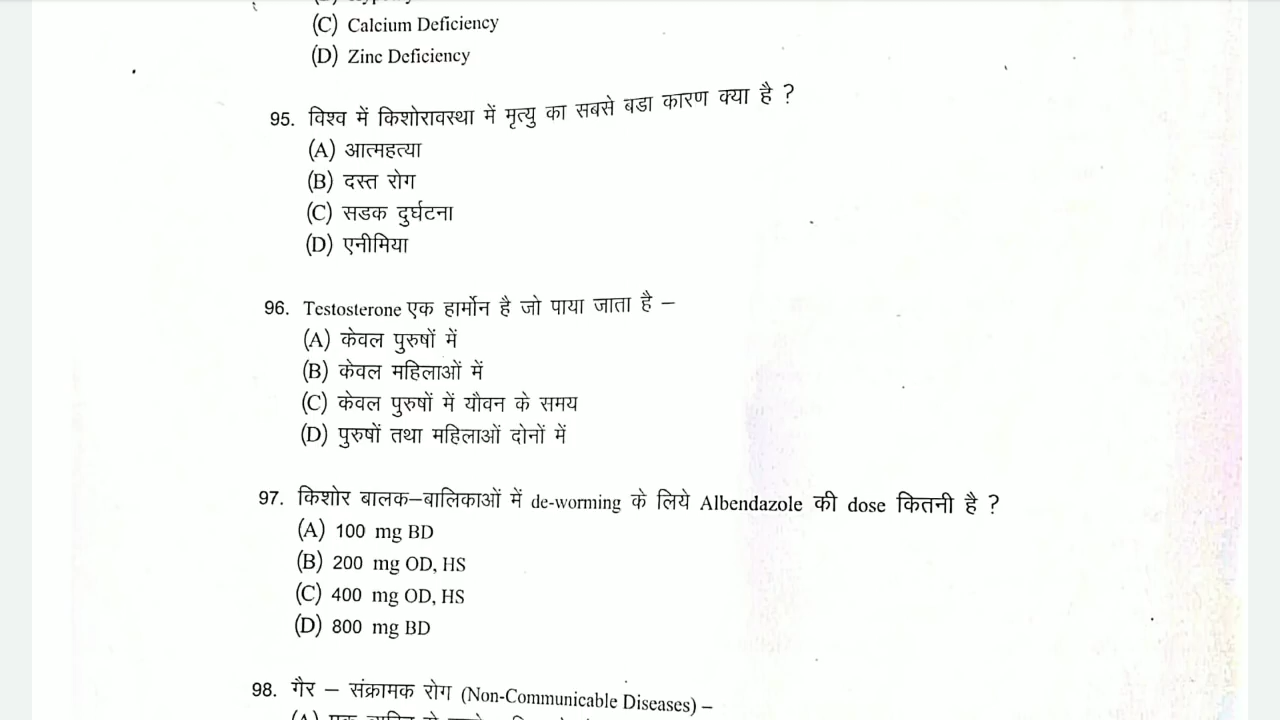 (C) Calcium Deficiency
(D) Zinc Deficiency
95. विश्व में किशोरावस्था में मृत्यु का सबसे बडा कारण क्या है ?
(A) आत्महत्या
(B) दस्त रोग
(C) सडक दुर्घटना
(D) एनीमिया
96. Testosterone एक हार्मोन है जो पाया जाता है –
(A) केवल पुरुषों में
(B) केवल महिलाओं में
(C) केवल पुरुषों में यौवन के समय
(D) पुरुषों तथा महिलाओं दोनों में
97. किशोर बालक–बालिकाओं में de-worming के लिये Albendazole की dose कितनी है ?
(A) 100 mg BD
(B) 200 mg OD, HS
(C) 400 mg OD, HS
(D) 800 mg BD
98. गैर – संक्रामक रोग (Non-Communicable Diseases) –